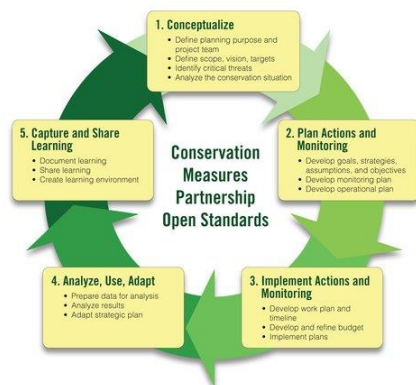 1. Conceptualize
• Define planning purpose and
project team
• Define scope, vision, targets
• Identify critical threats
• Analyze the conservation situation
2. Plan Actions and
Monitoring
• Develop goals, strategies,
assumptions, and objectives
• Develop monitoring plan
• Develop operational plan
3. Implement Actions and
Monitoring
• Develop work plan and
timeline
• Develop and refine budget
• Implement plans
4. Analyze, Use, Adapt
• Prepare data for analysis
• Analyze results
• Adapt strategic plan
5. Capture and Share
Learning
• Document learning
• Share learning
• Create learning environment
Conservation
Measures
Partnership
Open Standards